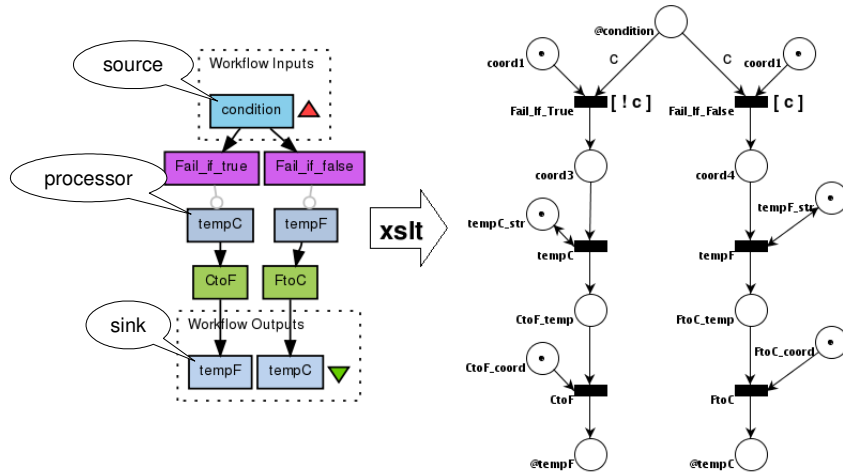 source
Workflow Inputs
condition
Fail_if_true
Fail_if_false
processor
tempC
tempF
CtoF
FtoC
sink
Workflow Outputs
tempF
tempC
xslt
@condition
coord1
C
C
coord1
Fail_If_True
[ ! c ]
Fail_If_False
[ c ]
coord3
coord4
tempC_str
tempF_str
tempC
tempF
CtoF_temp
FtoC_temp
CtoF_coord
FtoC_coord
CtoF
FtoC
@tempF
@tempC